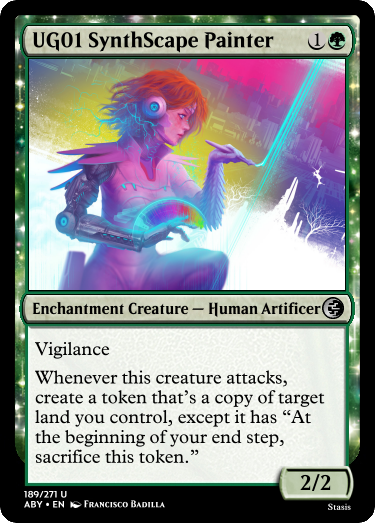 UG01 SynthScape Painter 1
Enchantment Creature — Human Artificer
Vigilance
Whenever this creature attacks,
create a token that's a copy of target
land you control, except it has “At
the beginning of your end step,
sacrifice this token.”
2/2
189/271 U
ABY • EN Francisco Badilla
Stasis